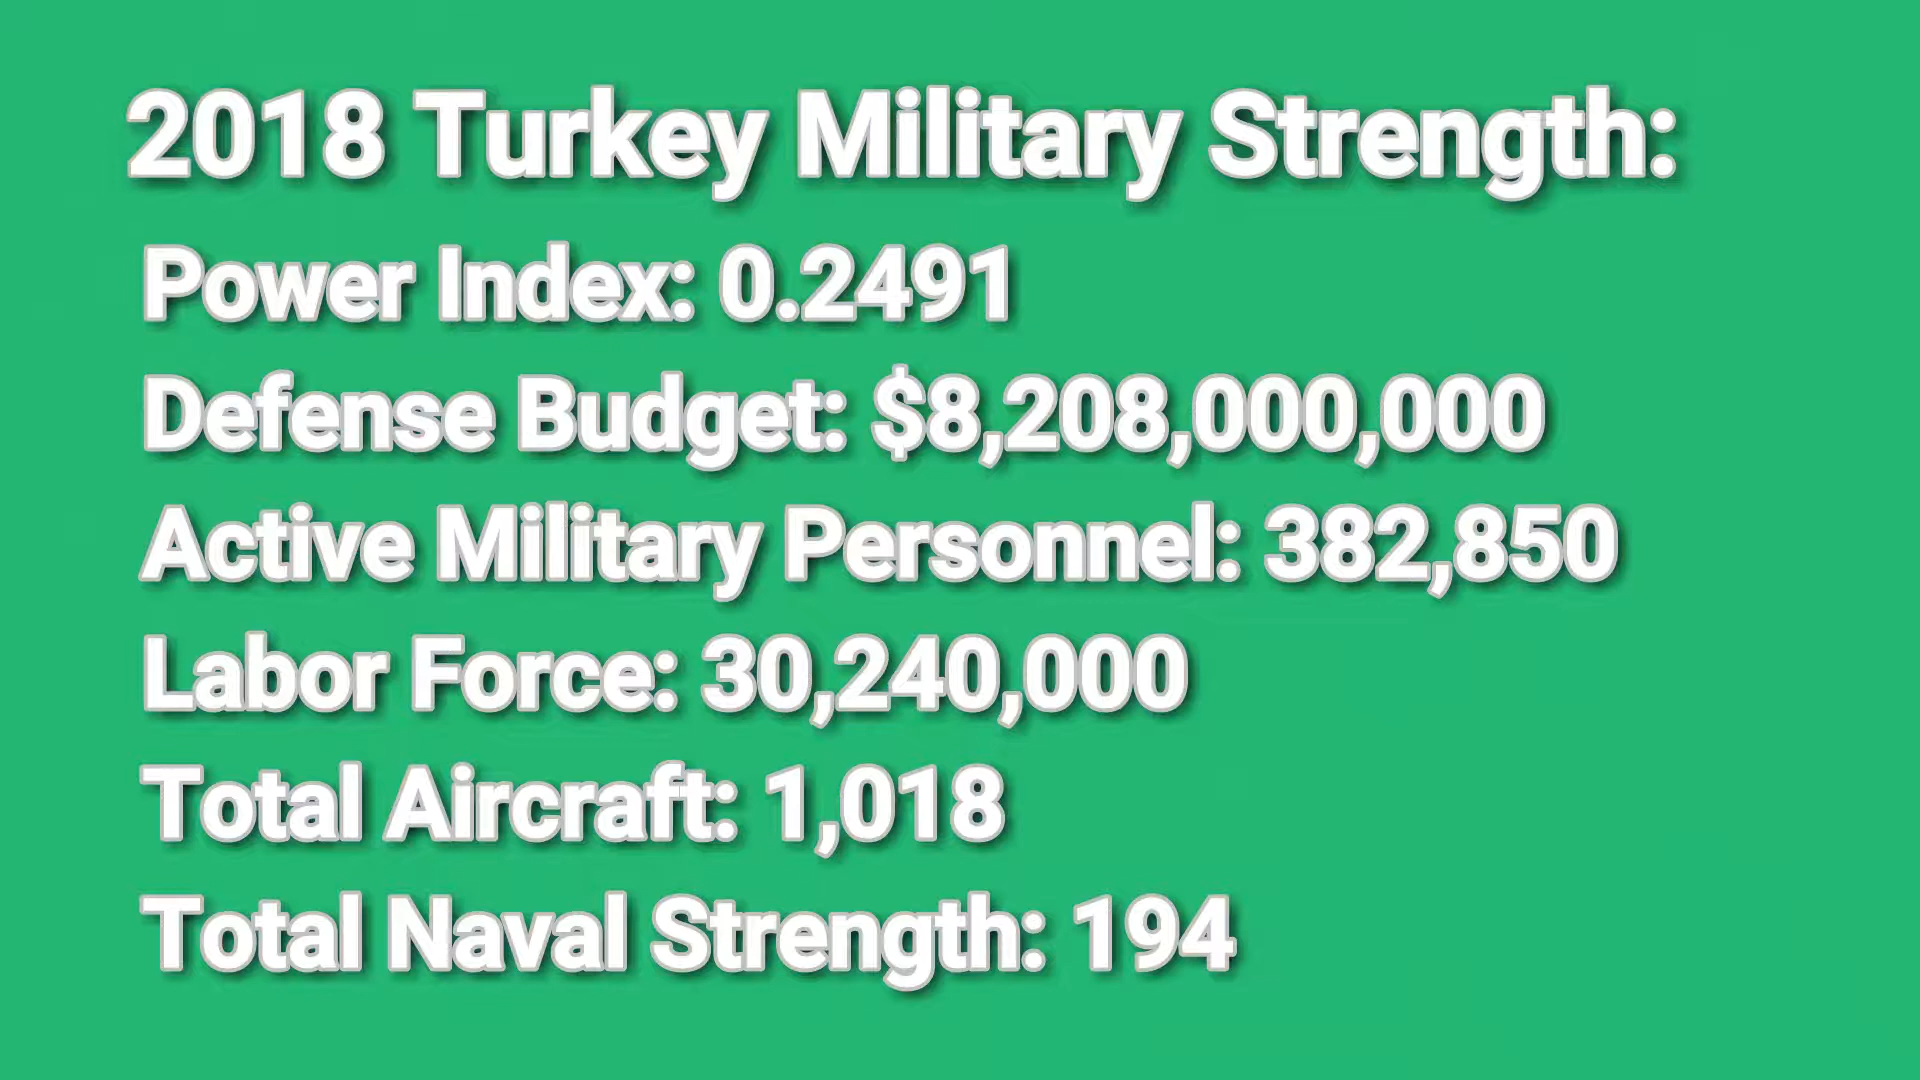 2018 Turkey Military Strength:
Power Index: 0.2491
Defense Budget: $8,208,000,000
Active Military Personnel: 382,850
Labor Force: 30,240,000
Total Aircraft: 1,018
Total Naval Strength: 194